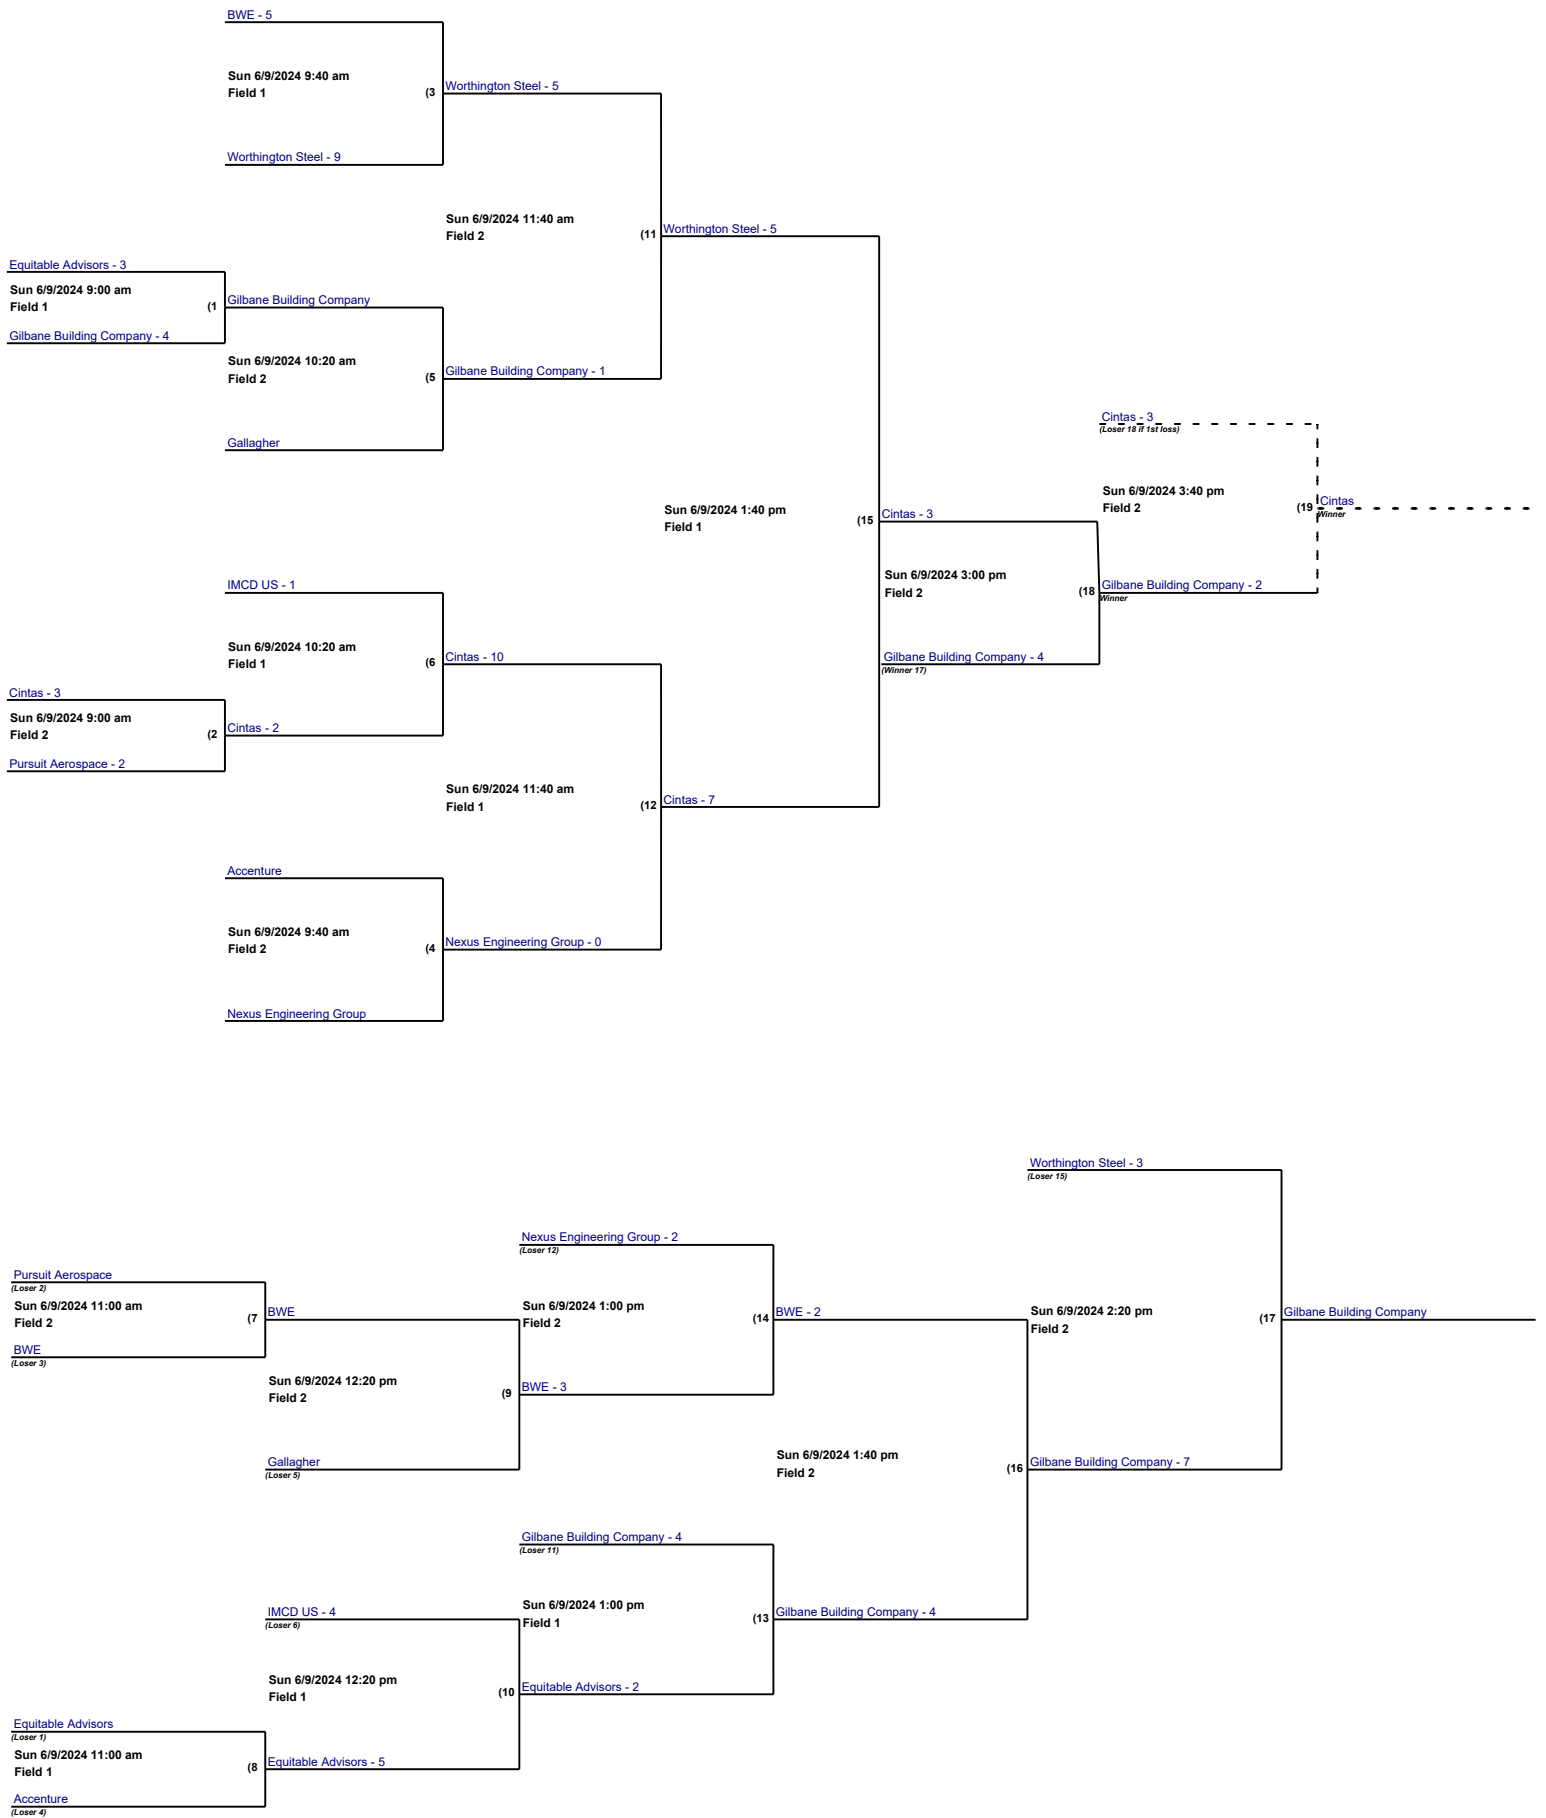 BWE - 5
Sun 6/9/2024 9:40 am
Field 1
(3
Worthington Steel - 5
Worthington Steel - 9
Sun 6/9/2024 11:40 am
Field 2
(11
Worthington Steel - 5
Equitable Advisors - 3
Sun 6/9/2024 9:00 am
Field 1
(1
Gilbane Building Company
Gilbane Building Company - 4
Sun 6/9/2024 10:20 am
Field 2
(5
Gilbane Building Company - 1
Gallagher
Cintas - 3
(Loser 18 if 1st loss)
Sun 6/9/2024 3:40 pm
Field 2
(19
Cintas
Winner
Sun 6/9/2024 1:40 pm
Field 1
(15
Cintas - 3
Sun 6/9/2024 3:00 pm
Field 2
(18
Gilbane Building Company - 2
Winner
IMCD US - 1
Sun 6/9/2024 10:20 am
Field 1
(6
Cintas - 10
Gilbane Building Company - 4
(Winner 17)
Cintas - 3
Sun 6/9/2024 9:00 am
Field 2
(2
Cintas - 2
Pursuit Aerospace - 2
Sun 6/9/2024 11:40 am
Field 1
(12
Cintas - 7
Accenture
Sun 6/9/2024 9:40 am
Field 2
(4
Nexus Engineering Group - 0
Nexus Engineering Group
Worthington Steel - 3
(Loser 15)
Nexus Engineering Group - 2
(Loser 12)
Pursuit Aerospace
(Loser 2)
Sun 6/9/2024 11:00 am
Field 2
(7
BWE
Sun 6/9/2024 1:00 pm
Field 2
(14
BWE - 2
Sun 6/9/2024 2:20 pm
Field 2
(17
Gilbane Building Company
BWE
(Loser 3)
Sun 6/9/2024 12:20 pm
Field 2
(9
BWE - 3
Gallagher
(Loser 5)
Sun 6/9/2024 1:40 pm
Field 2
(16
Gilbane Building Company - 7
Gilbane Building Company - 4
(Loser 11)
IMCD US - 4
(Loser 6)
Sun 6/9/2024 1:00 pm
Field 1
(13
Gilbane Building Company - 4
Sun 6/9/2024 12:20 pm
Field 1
(10
Equitable Advisors - 2
Equitable Advisors
(Loser 1)
Sun 6/9/2024 11:00 am
Field 1
(8
Equitable Advisors - 5
Accenture
(Loser 4)